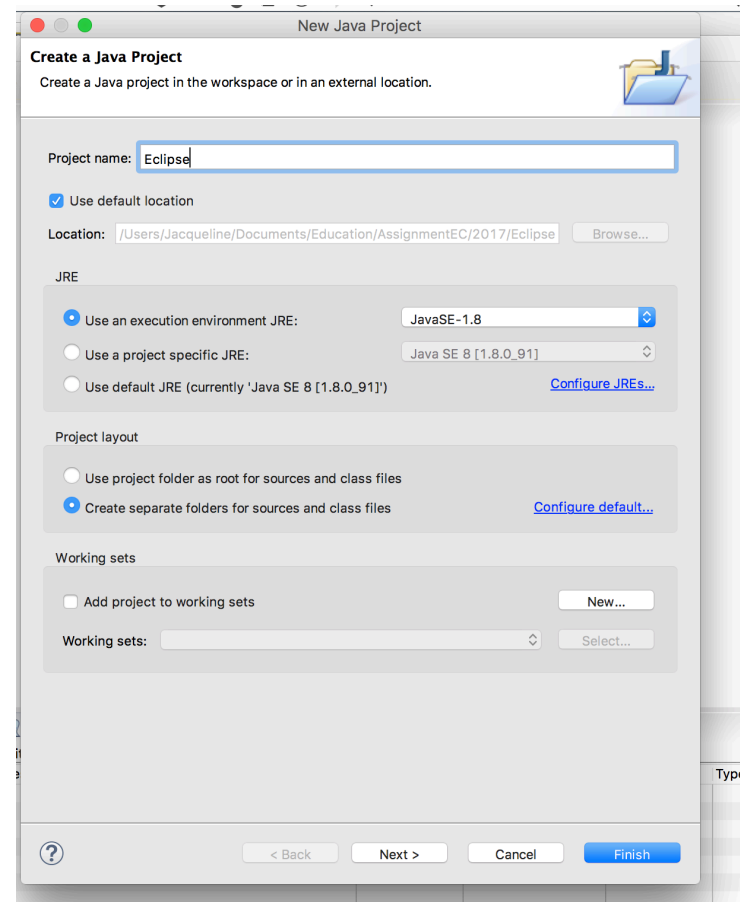 New Java Project
Create a Java Project
Create a Java project in the workspace or in an external location.
Project name: Eclipse
Use default location
Location: /Users/Jacqueline/Documents/Education/AssignmentEC/2017/Eclipse Browse...
JRE
Use an execution environment JRE: JavaSE-1.8
Use a project specific JRE: Java SE 8 [1.8.0_91]
Use default JRE (currently 'Java SE 8 [1.8.0_91]') Configure JREs...
Project layout
Use project folder as root for sources and class files
Create separate folders for sources and class files Configure default...
Working sets
Add project to working sets New...
Working sets: Select...
Typ
? < Back Next > Cancel Finish